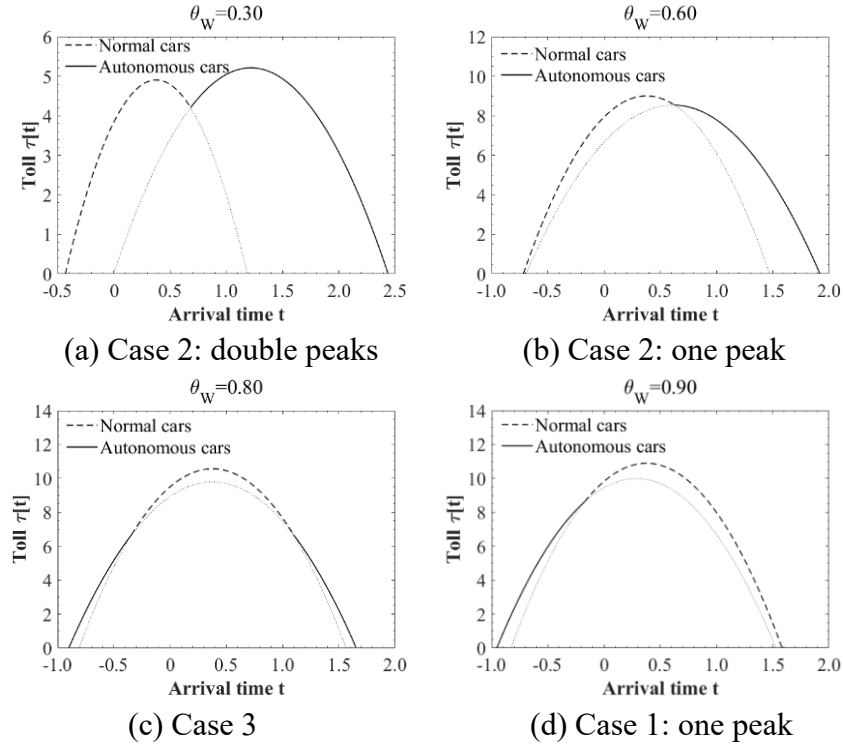 θ_W=0.30
6
5
4
3
2
1
0
Toll τ[t]
Normal cars
Autonomous cars
-0.5 0 0.5 1.0 1.5 2.0 2.5
Arrival time t
(a) Case 2: double peaks
θ_W=0.60
12
10
8
6
4
2
0
Toll τ[t]
Normal cars
Autonomous cars
-1.0 -0.5 0 0.5 1.0 1.5 2.0
Arrival time t
(b) Case 2: one peak
θ_W=0.80
14
12
10
8
6
4
2
0
Toll τ[t]
Normal cars
Autonomous cars
-1.0 -0.5 0 0.5 1.0 1.5 2.0
Arrival time t
(c) Case 3
θ_W=0.90
14
12
10
8
6
4
2
0
Toll τ[t]
Normal cars
Autonomous cars
-1.0 -0.5 0 0.5 1.0 1.5 2.0
Arrival time t
(d) Case 1: one peak